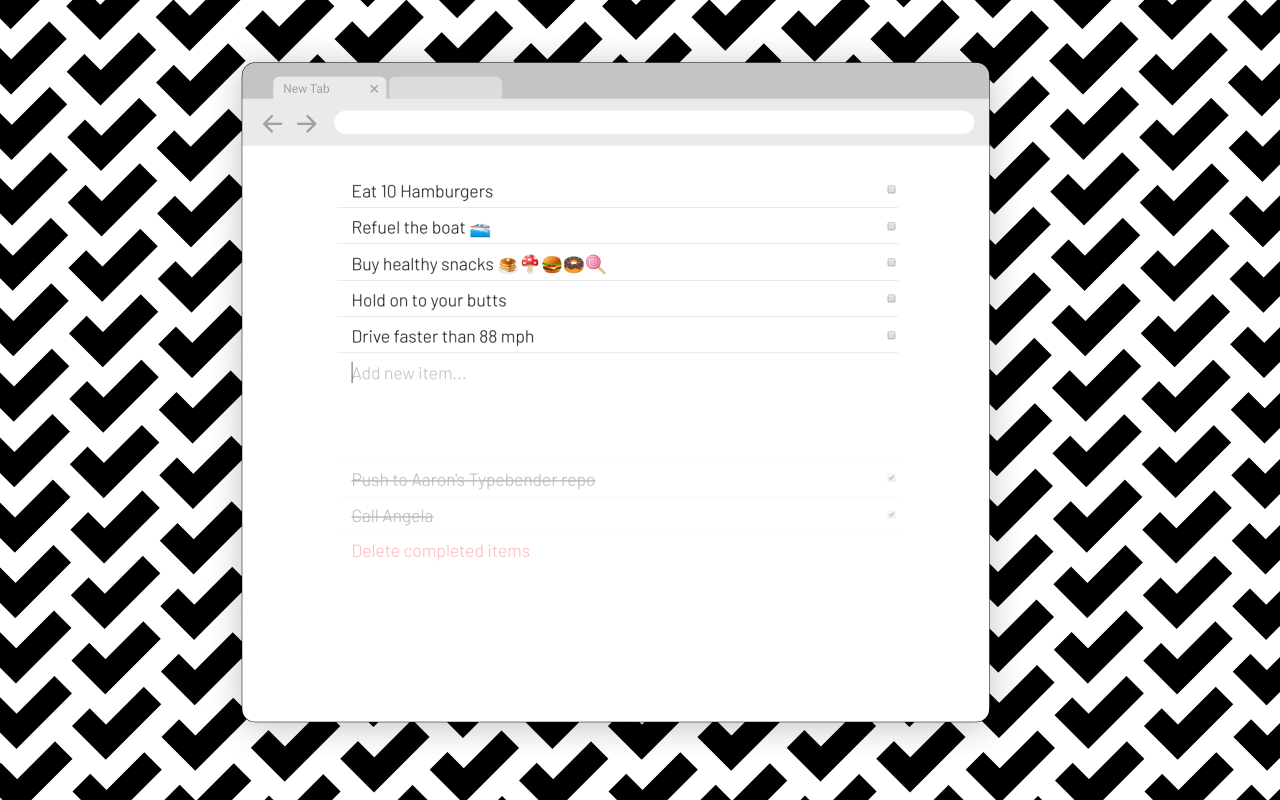 New Tab
Eat 10 Hamburgers
Refuel the boat 🚤
Buy healthy snacks 🥞🍄🍔🍩🍭
Hold on to your butts
Drive faster than 88 mph
Add new item...
Push to Aaron's Typebender repo
Call Angela
Delete completed items